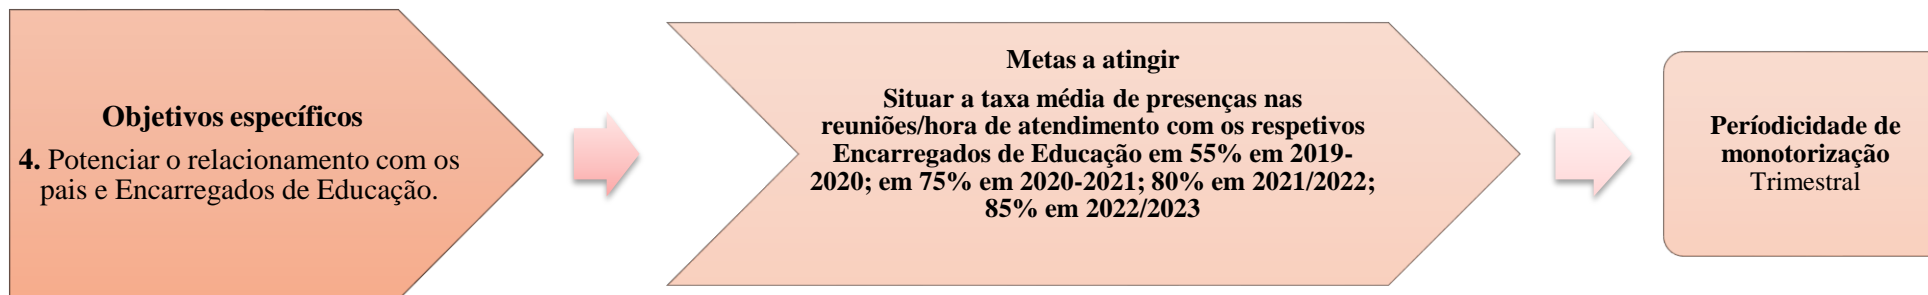 Objetivos específicos
4. Potenciar o relacionamento com os
pais e Encarregados de Educação.
Metas a atingir
Situar a taxa média de presenças nas
reuniões/hora de atendimento com os respetivos
Encarregados de Educação em 55% em 2019-
2020; em 75% em 2020-2021; 80% em 2021/2022;
85% em 2022/2023
Períodicidade de
monotorização
Trimestral